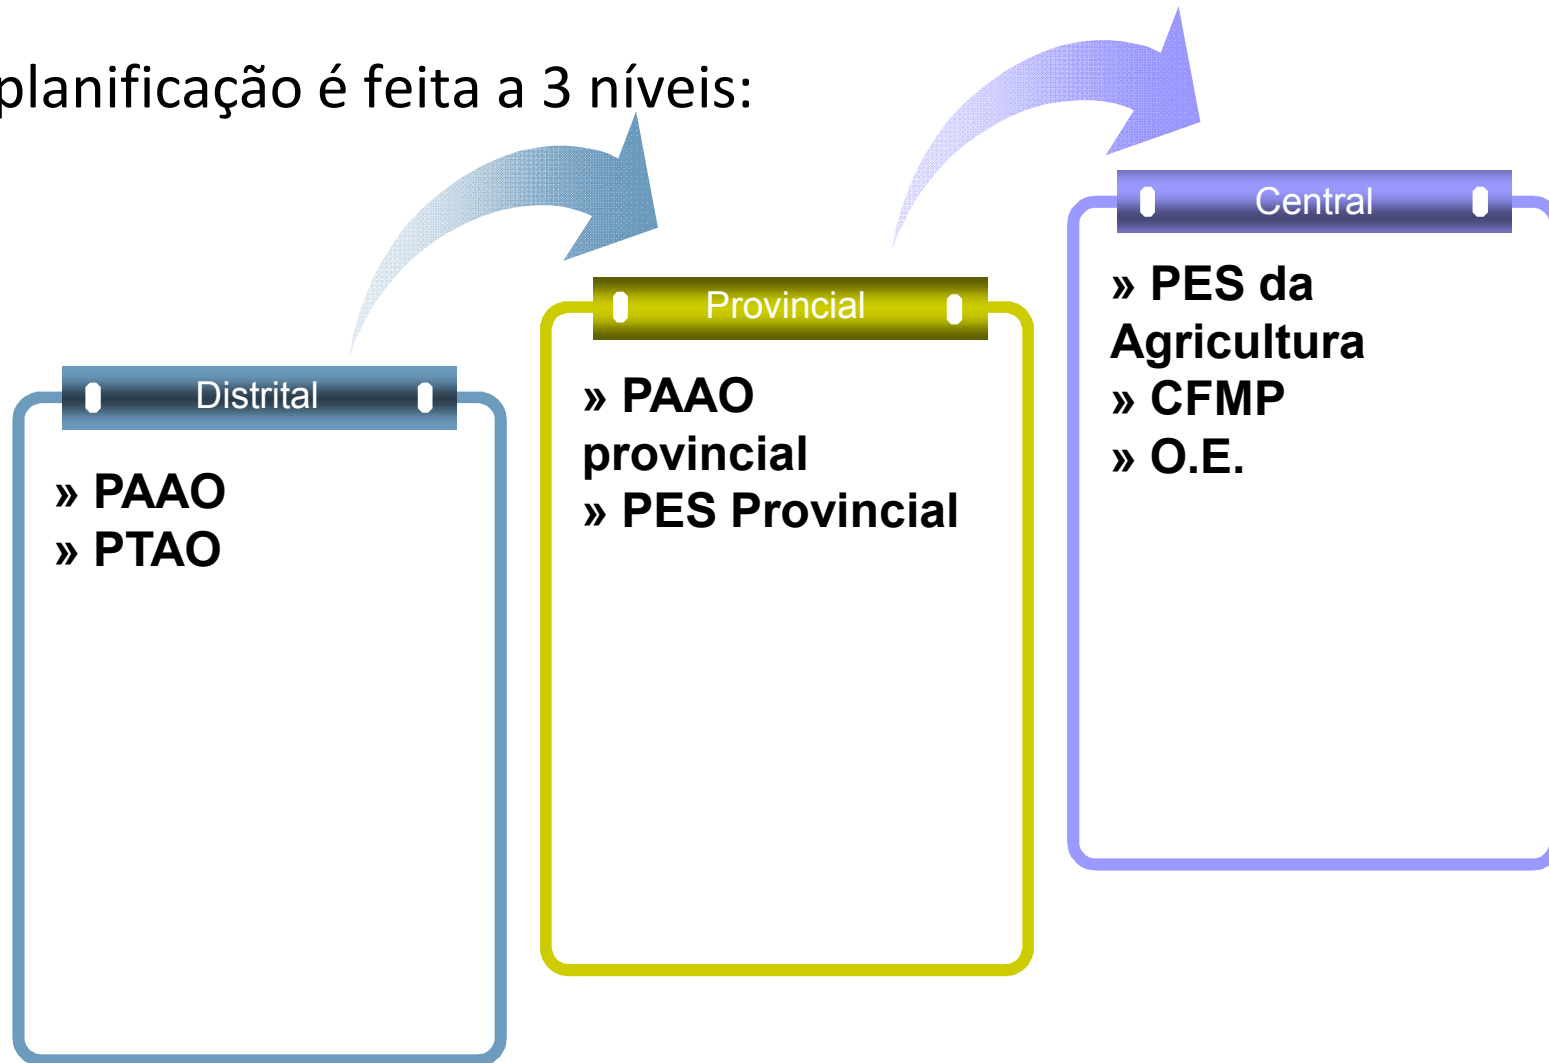 planificação é feita a 3 níveis:
Distrital
» PAAO
» PTAO
Provincial
» PAAO
provincial
» PES Provincial
Central
» PES da
Agricultura
» CFMP
» O.E.